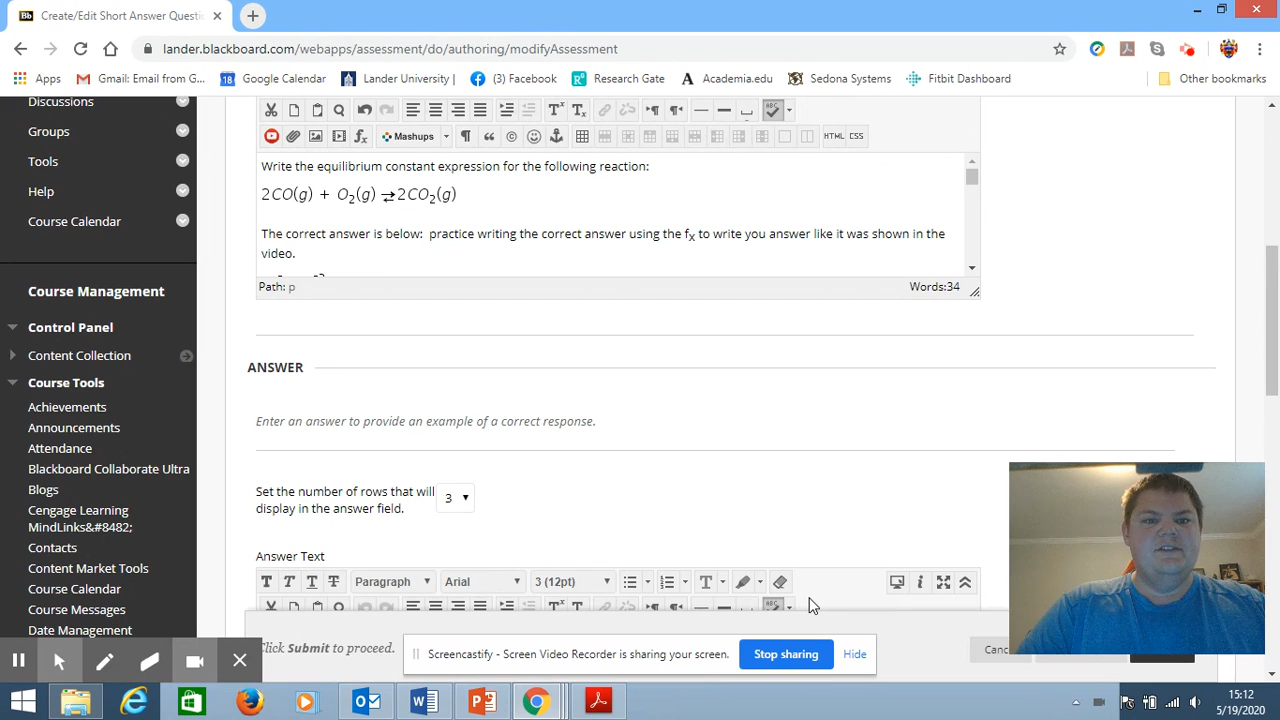 Create/Edit Short Answer Questi
lander.blackboard.com/webapps/assessment/do/authoring/modifyAssessment
Apps
Gmail: Email from G...
18
Google Calendar
Lander University
(3) Facebook
Research Gate
Academia.edu
Sedona Systems
Fitbit Dashboard
Other bookmarks
Discussions
Groups
Tools
Help
Course Calendar
Course Management
Control Panel
Content Collection
Course Tools
Achievements
Announcements
Attendance
Blackboard Collaborate Ultra
Blogs
Cengage Learning
MindLinks&#8482;
Contacts
Content Market Tools
Course Calendar
Course Messages
Date Management
Mashups
HTML CSS
Write the equilibrium constant expression for the following reaction:
2CO(g) + O₂(g) ⇄2CO₂(g)
The correct answer is below: practice writing the correct answer using the fx to write you answer like it was shown in the
video.
Path: p
Words:34
ANSWER
Enter an answer to provide an example of a correct response.
Set the number of rows that will
display in the answer field.
3
Answer Text
T T T T Paragraph Arial 3 (12pt)
Click Submit to proceed.
Screencastify - Screen Video Recorder is sharing your screen.
Stop sharing
Hide
15:12
5/19/2020